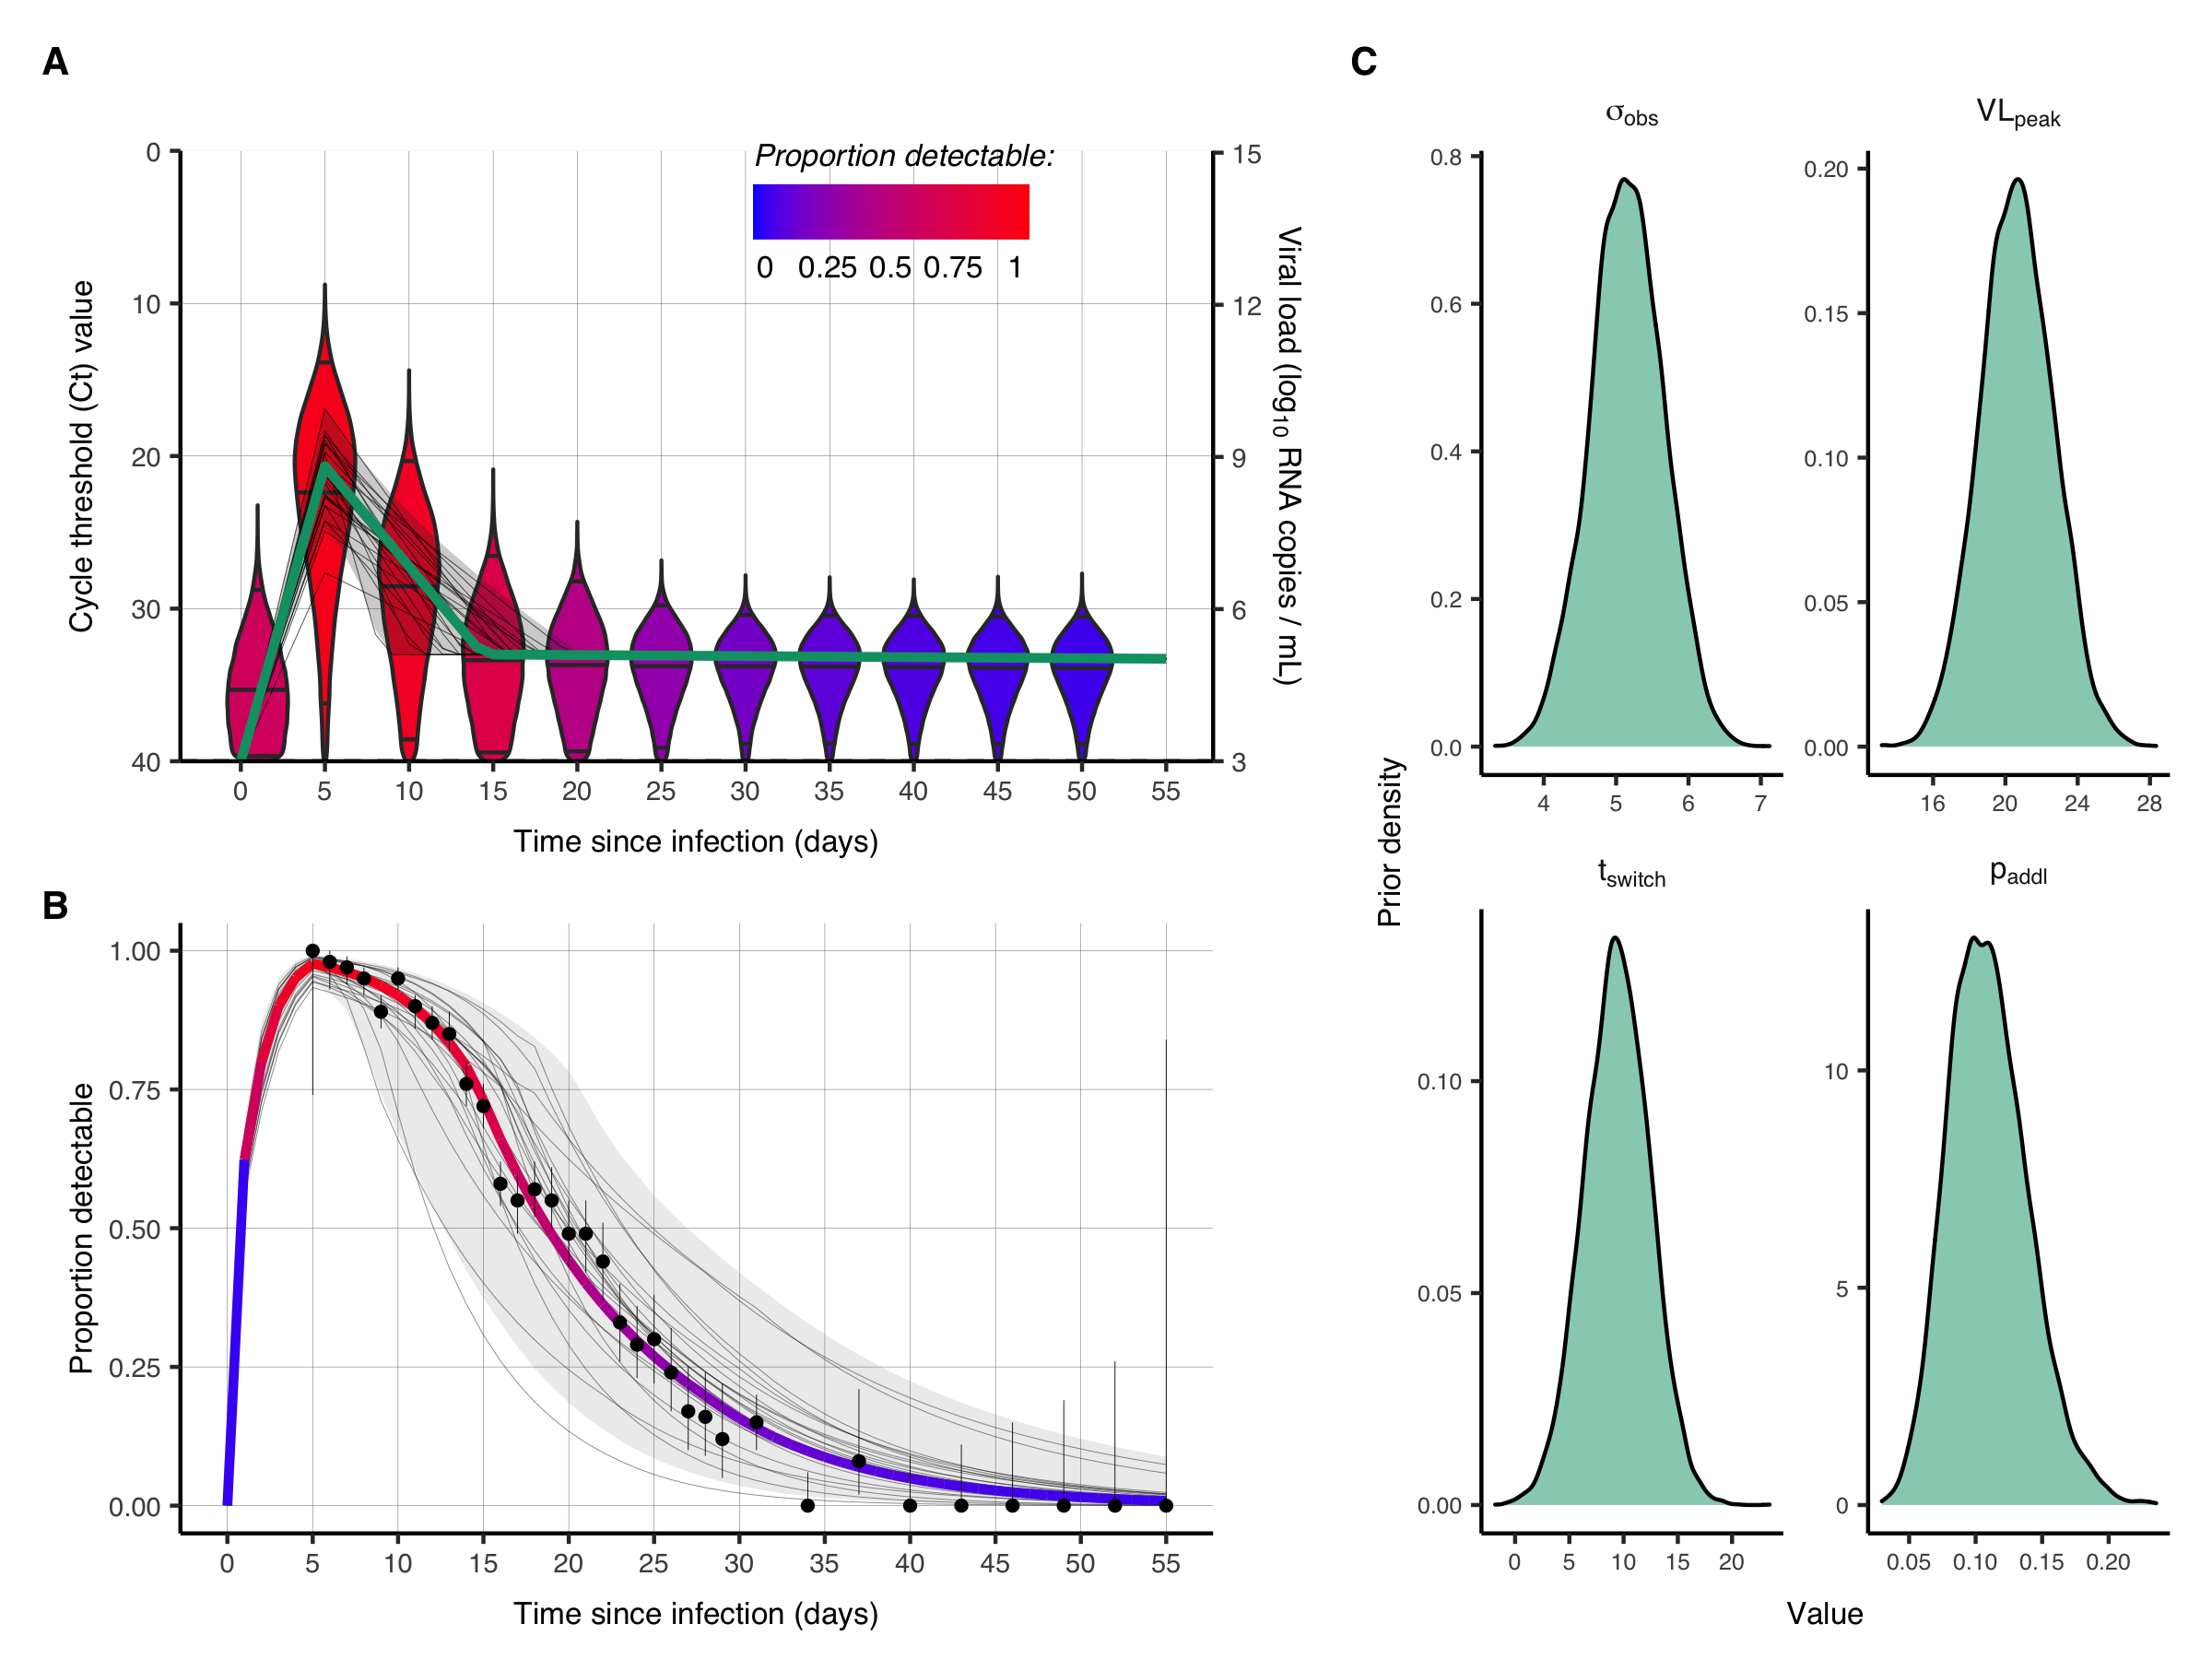 A
Proportion detectable:
0 0.25 0.5 0.75 1
0
10
20
30
40
Cycle threshold (Ct) value
15
12
9
6
3
Viral load (log10 RNA copies / mL)
0 5 10 15 20 25 30 35 40 45 50 55
Time since infection (days)
B
1.00
0.75
0.50
0.25
0.00
Proportion detectable
0 5 10 15 20 25 30 35 40 45 50 55
Time since infection (days)
C
Prior density
σobs
0.8
0.6
0.4
0.2
0.0
4 5 6 7
VLpeak
0.20
0.15
0.10
0.05
0.00
16 20 24 28
tswitch
0.10
0.05
0.00
0 5 10 15 20
paddl
10
5
0
0.05 0.10 0.15 0.20
Value